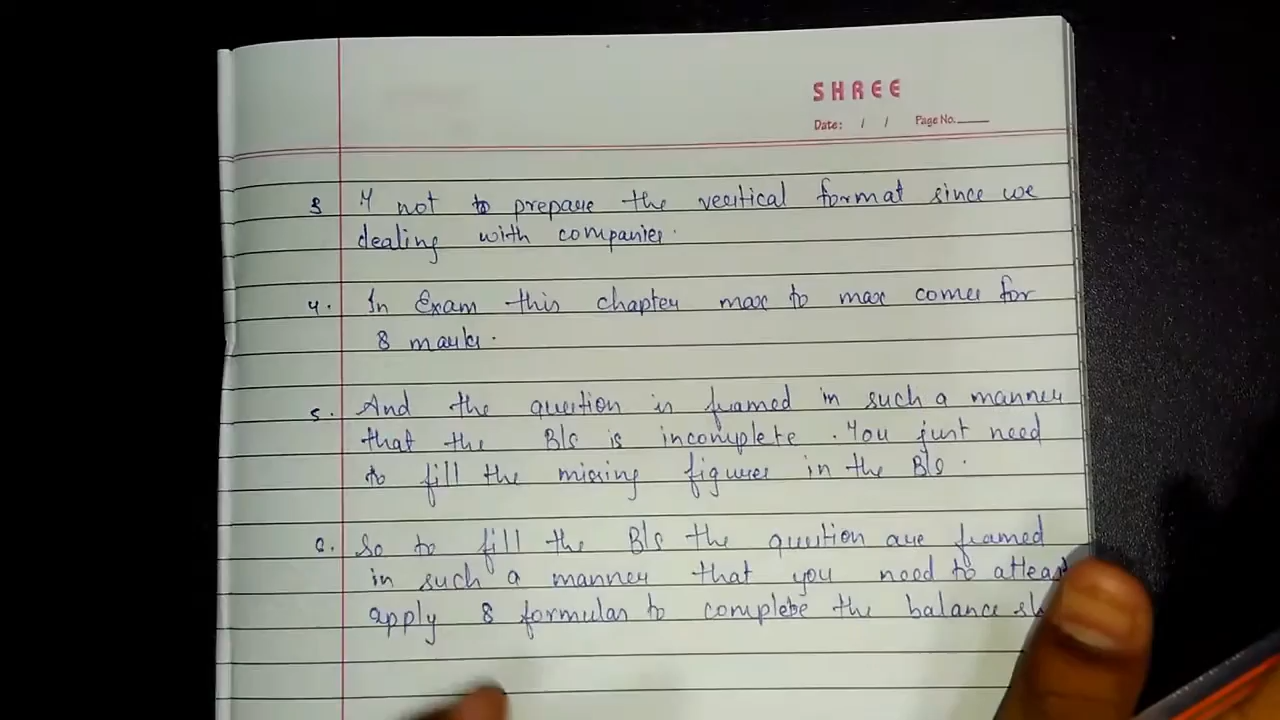 SHREE
Date: / / Page No.
3 not to prepare the vertical format since we
dealing with companies.
4. In Exam this chapter max to max comes for
8 marks.
5. And the question is framed in such a manner
that the B/s is incomplete. You just need
to fill the missing figures in the B/s.
6. So to fill the B/s the question are framed
in such a manner that you need to atleast
apply 8 formulas to complete the balance